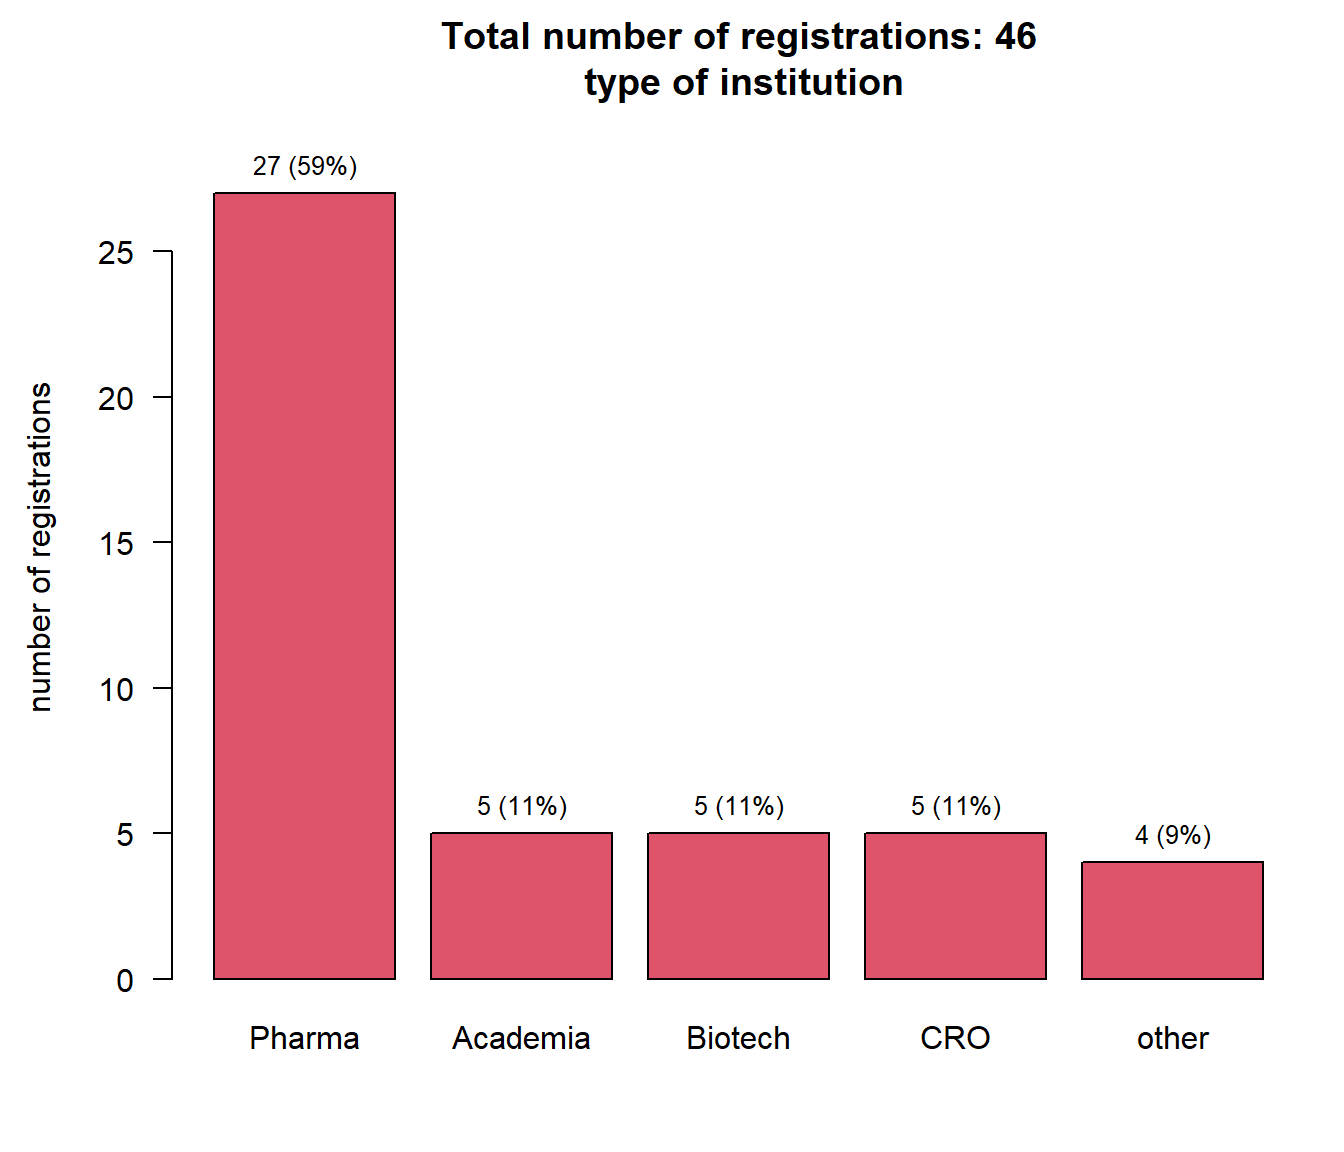 Total number of registrations: 46
type of institution
27 (59%)
25
20
15
10
5
0
number of registrations
5 (11%)
5 (11%)
5 (11%)
4 (9%)
Pharma
Academia
Biotech
CRO
other